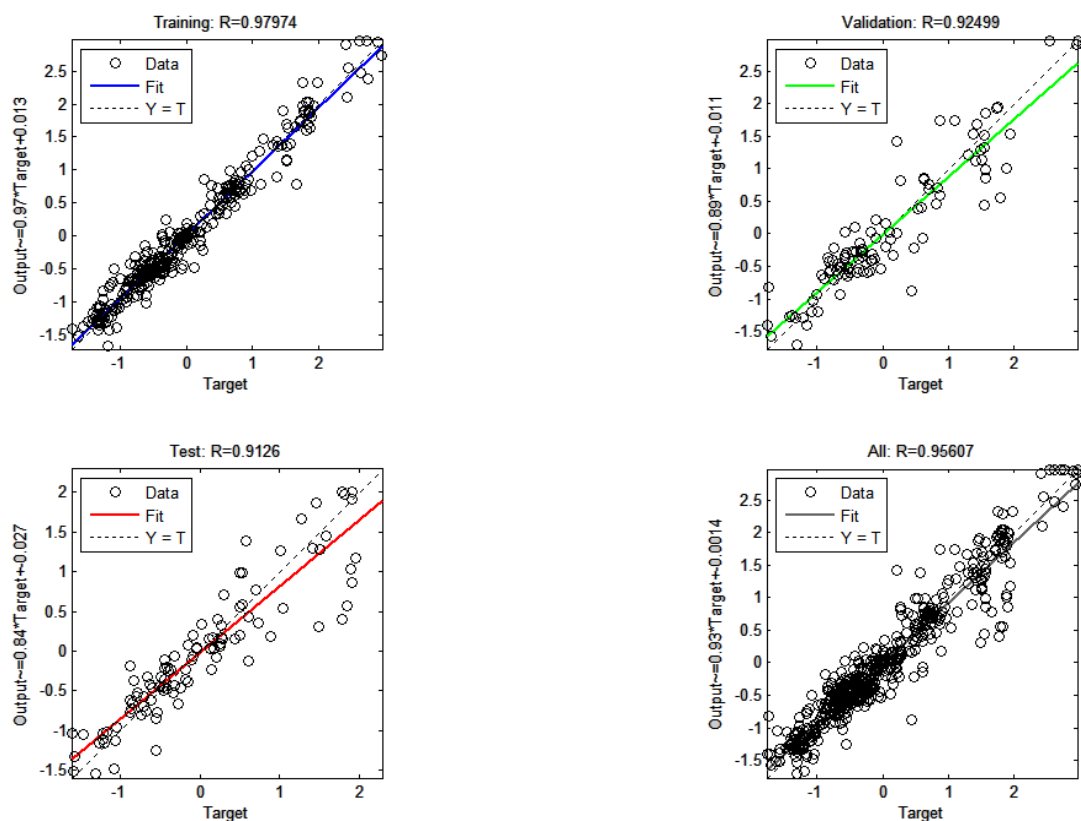 Training: R=0.97974
Output~=0.97*Target+0.013
Data
Fit
Y = T
2.5
2
1.5
1
0.5
0
-0.5
-1
-1.5
-1 0 1 2
Target
Validation: R=0.92499
Output~=0.89*Target+-0.011
Data
Fit
Y = T
2.5
2
1.5
1
0.5
0
-0.5
-1
-1.5
-1 0 1 2
Target
Test: R=0.9126
Output~=0.84*Target+-0.027
Data
Fit
Y = T
2
1.5
1
0.5
0
-0.5
-1
-1.5
-1 0 1 2
Target
All: R=0.95607
Output~=0.93*Target+-0.0014
Data
Fit
Y = T
2.5
2
1.5
1
0.5
0
-0.5
-1
-1.5
-1 0 1 2
Target